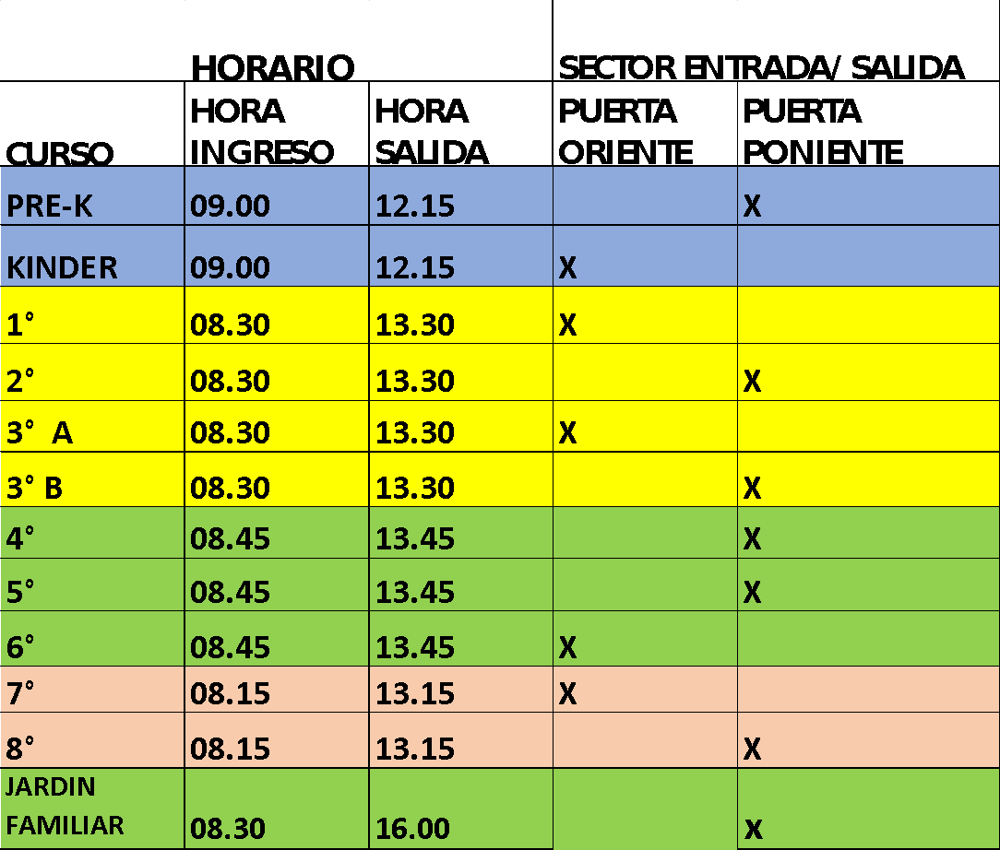 HORARIO SECTOR ENTRADA/ SALIDA
CURSO HORA INGRESO HORA SALIDA PUERTA ORIENTE PUERTA PONIENTE
PRE-K 09.00 12.15 X
KINDER 09.00 12.15 X
1° 08.30 13.30 X
2° 08.30 13.30 X
3° A 08.30 13.30 X
3° B 08.30 13.30 X
4° 08.45 13.45 X
5° 08.45 13.45 X
6° 08.45 13.45 X
7° 08.15 13.15 X
8° 08.15 13.15 X
JARDIN FAMILIAR 08.30 16.00 X